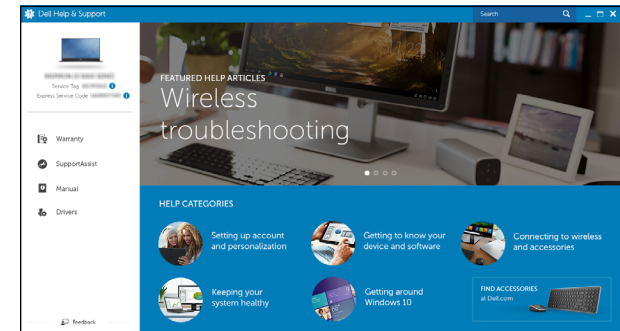 Dell Help & Support
Search
Service Tag
Express Service Code
Warranty
SupportAssist
Manual
Drivers
Feedback
FEATURED HELP ARTICLES
Wireless
troubleshooting
HELP CATEGORIES
Setting up account
and personalization
Getting to know your
device and software
Connecting to wireless
and accessories
Keeping your
system healthy
Getting around
Windows 10
FIND ACCESSORIES
at Dell.com